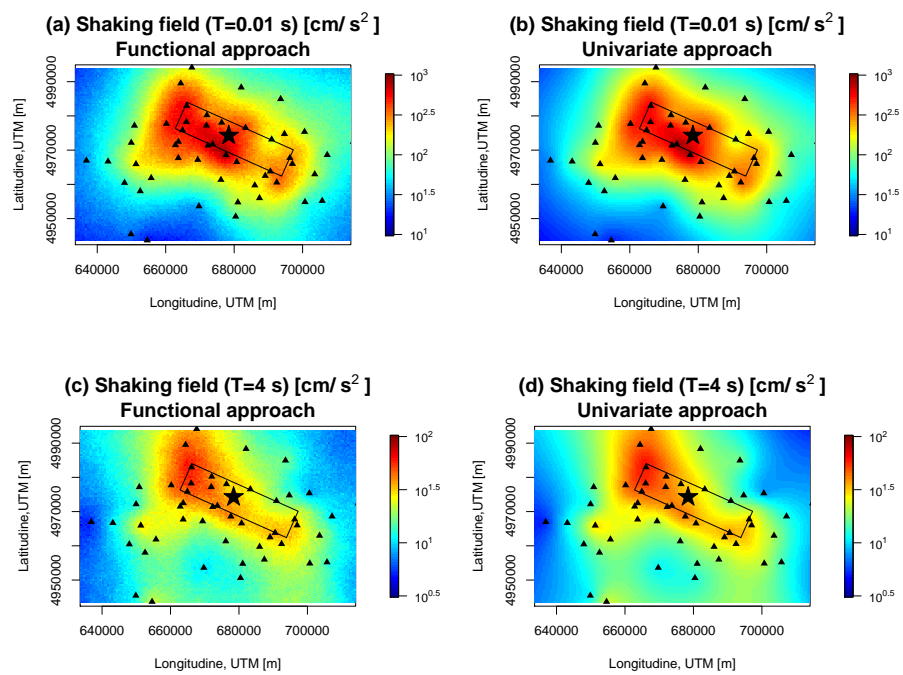 (a) Shaking field (T=0.01 s) [cm/ s² ]
Functional approach
Latitudine,UTM [m]
4950000 4970000 4990000
10³
10^2.5
10²
10^1.5
10¹
640000 660000 680000 700000
Longitudine, UTM [m]
(b) Shaking field (T=0.01 s) [cm/ s² ]
Univariate approach
Latitudine,UTM [m]
4950000 4970000 4990000
10³
10^2.5
10²
10^1.5
10¹
640000 660000 680000 700000
Longitudine, UTM [m]
(c) Shaking field (T=4 s) [cm/ s² ]
Functional approach
Latitudine,UTM [m]
4950000 4970000 4990000
10²
10^1.5
10¹
10^0.5
640000 660000 680000 700000
Longitudine, UTM [m]
(d) Shaking field (T=4 s) [cm/ s² ]
Univariate approach
Latitudine,UTM [m]
4950000 4970000 4990000
10²
10^1.5
10¹
10^0.5
640000 660000 680000 700000
Longitudine, UTM [m]